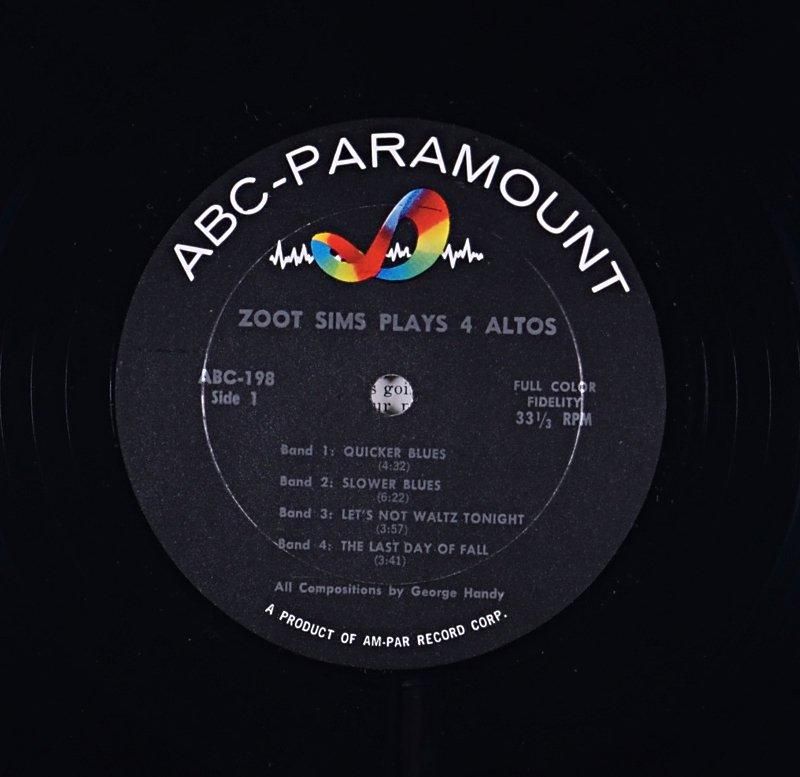 ABC-PARAMOUNT
ZOOT SIMS PLAYS 4 ALTOS
ABC-198
Side 1
FULL COLOR
FIDELITY
33 1/3 RPM
Band 1: QUICKER BLUES
(4:32)
Band 2: SLOWER BLUES
(6:22)
Band 3: LET'S NOT WALTZ TONIGHT
(3:57)
Band 4: THE LAST DAY OF FALL
(3:41)
All Compositions by George Handy
A PRODUCT OF AM-PAR RECORD CORP.